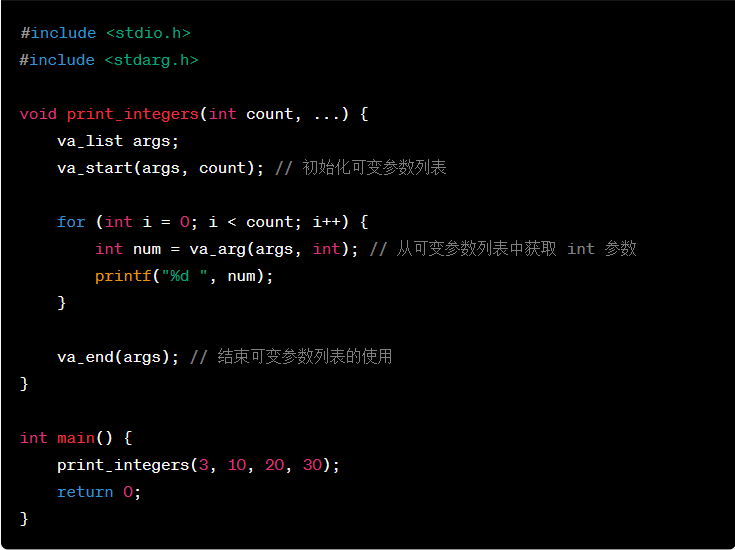 #include <stdio.h>
#include <stdarg.h>
void print_integers(int count, ...) {
va_list args;
va_start(args, count); // 初始化可变参数列表
for (int i = 0; i < count; i++) {
int num = va_arg(args, int); // 从可变参数列表中获取 int 参数
printf("%d ", num);
}
va_end(args); // 结束可变参数列表的使用
}
int main() {
print_integers(3, 10, 20, 30);
return 0;
}